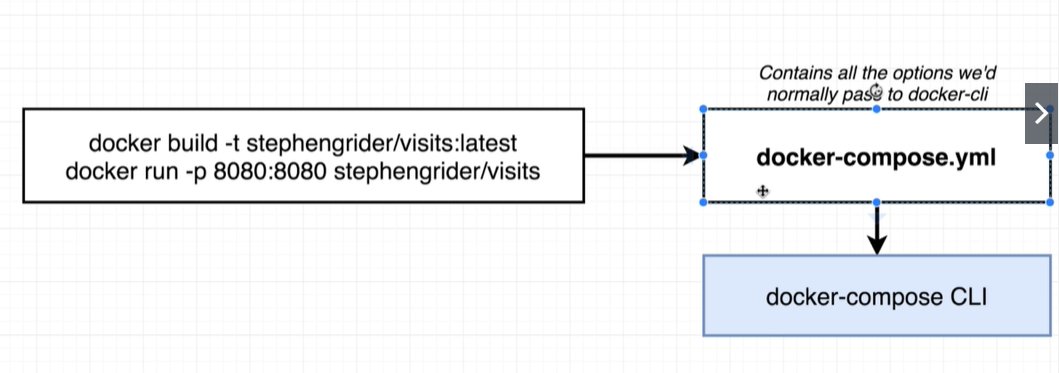 Contains all the options we'd
normally pass to docker-cli
docker build -t stephengrider/visits:latest
docker run -p 8080:8080 stephengrider/visits
docker-compose.yml
docker-compose CLI